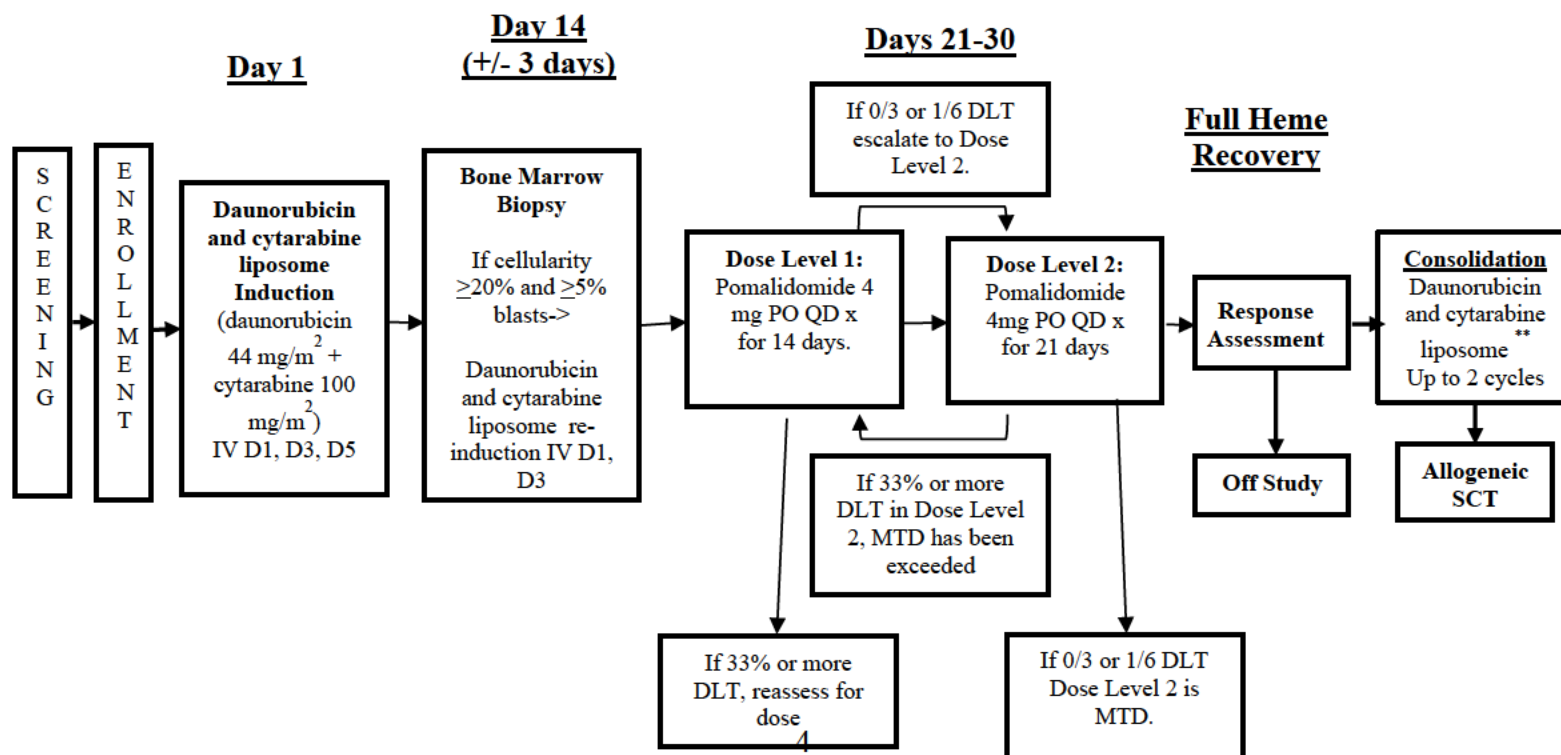 Day 1
Day 14
(+/- 3 days)
Days 21-30
Full Heme
Recovery
SCREENING
ENROLLMENT
Daunorubicin
and cytarabine
liposome
Induction
(daunorubicin
44 mg/m² +
cytarabine 100
mg/m²)
IV D1, D3, D5
Bone Marrow
Biopsy
If cellularity
≥20% and ≥5%
blasts->
Daunorubicin
and cytarabine
liposome re-
induction IV D1,
D3
If 0/3 or 1/6 DLT
escalate to Dose
Level 2.
Dose Level 1:
Pomalidomide 4
mg PO QD x
for 14 days.
Dose Level 2:
Pomalidomide
4mg PO QD x
for 21 days
If 33% or more
DLT in Dose Level
2, MTD has been
exceeded
If 33% or more
DLT, reassess for
dose
If 0/3 or 1/6 DLT
Dose Level 2 is
MTD.
Response
Assessment
Off Study
Consolidation
Daunorubicin
and cytarabine
liposome **
Up to 2 cycles
Allogeneic
SCT
4